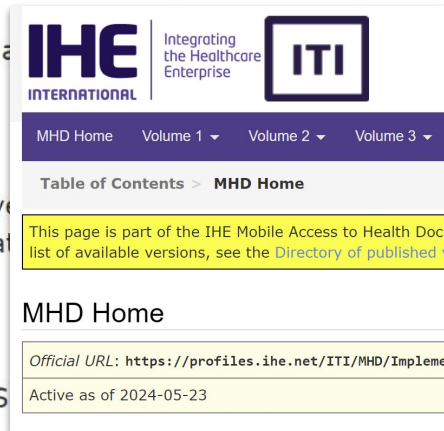 IHE
INTERNATIONAL
Integrating
the Healthcare
Enterprise
ITI
MHD Home Volume 1 Volume 2 Volume 3
Table of Contents > MHD Home
This page is part of the IHE Mobile Access to Health Doc
list of available versions, see the Directory of published
MHD Home
Official URL: https://profiles.ihe.net/ITI/MHD/Impleme
Active as of 2024-05-23